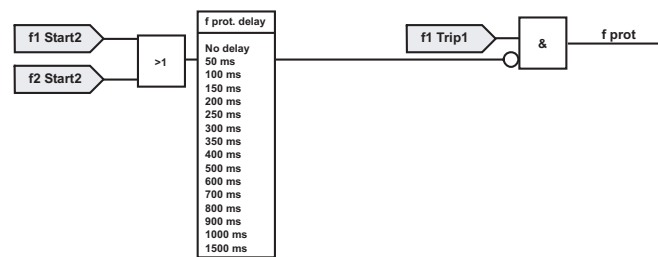 f1 Start2
f2 Start2
>1
f prot. delay
No delay
50 ms
100 ms
150 ms
200 ms
250 ms
300 ms
350 ms
400 ms
500 ms
600 ms
700 ms
800 ms
900 ms
1000 ms
1500 ms
f1 Trip1
&
f prot